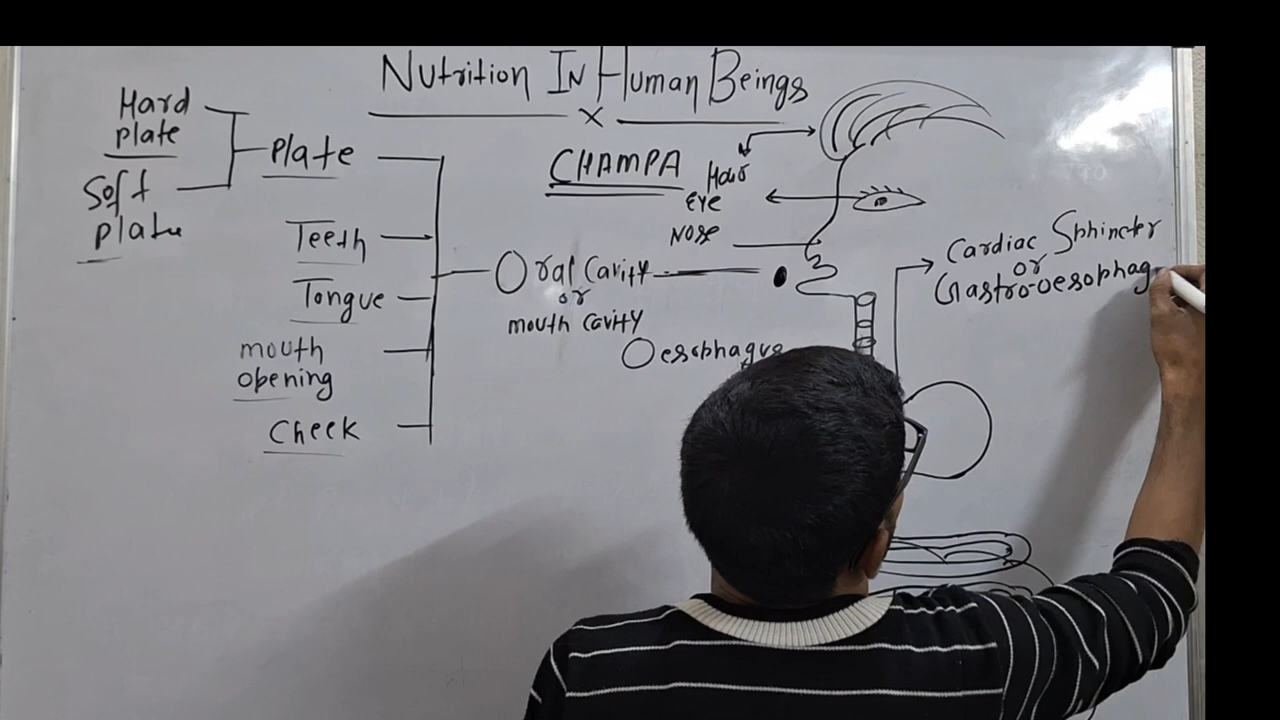 Nutrition In Human Beings
x
Hard
plate
Soft
plate
Plate
Teeth
Tongue
mouth
opening
Cheek
CHAMPA
Hair
EYE
Nose
Oral Cavity
or
mouth cavity
Oesophagus
Cardiac Sphincter
or
Gastro-oesophag